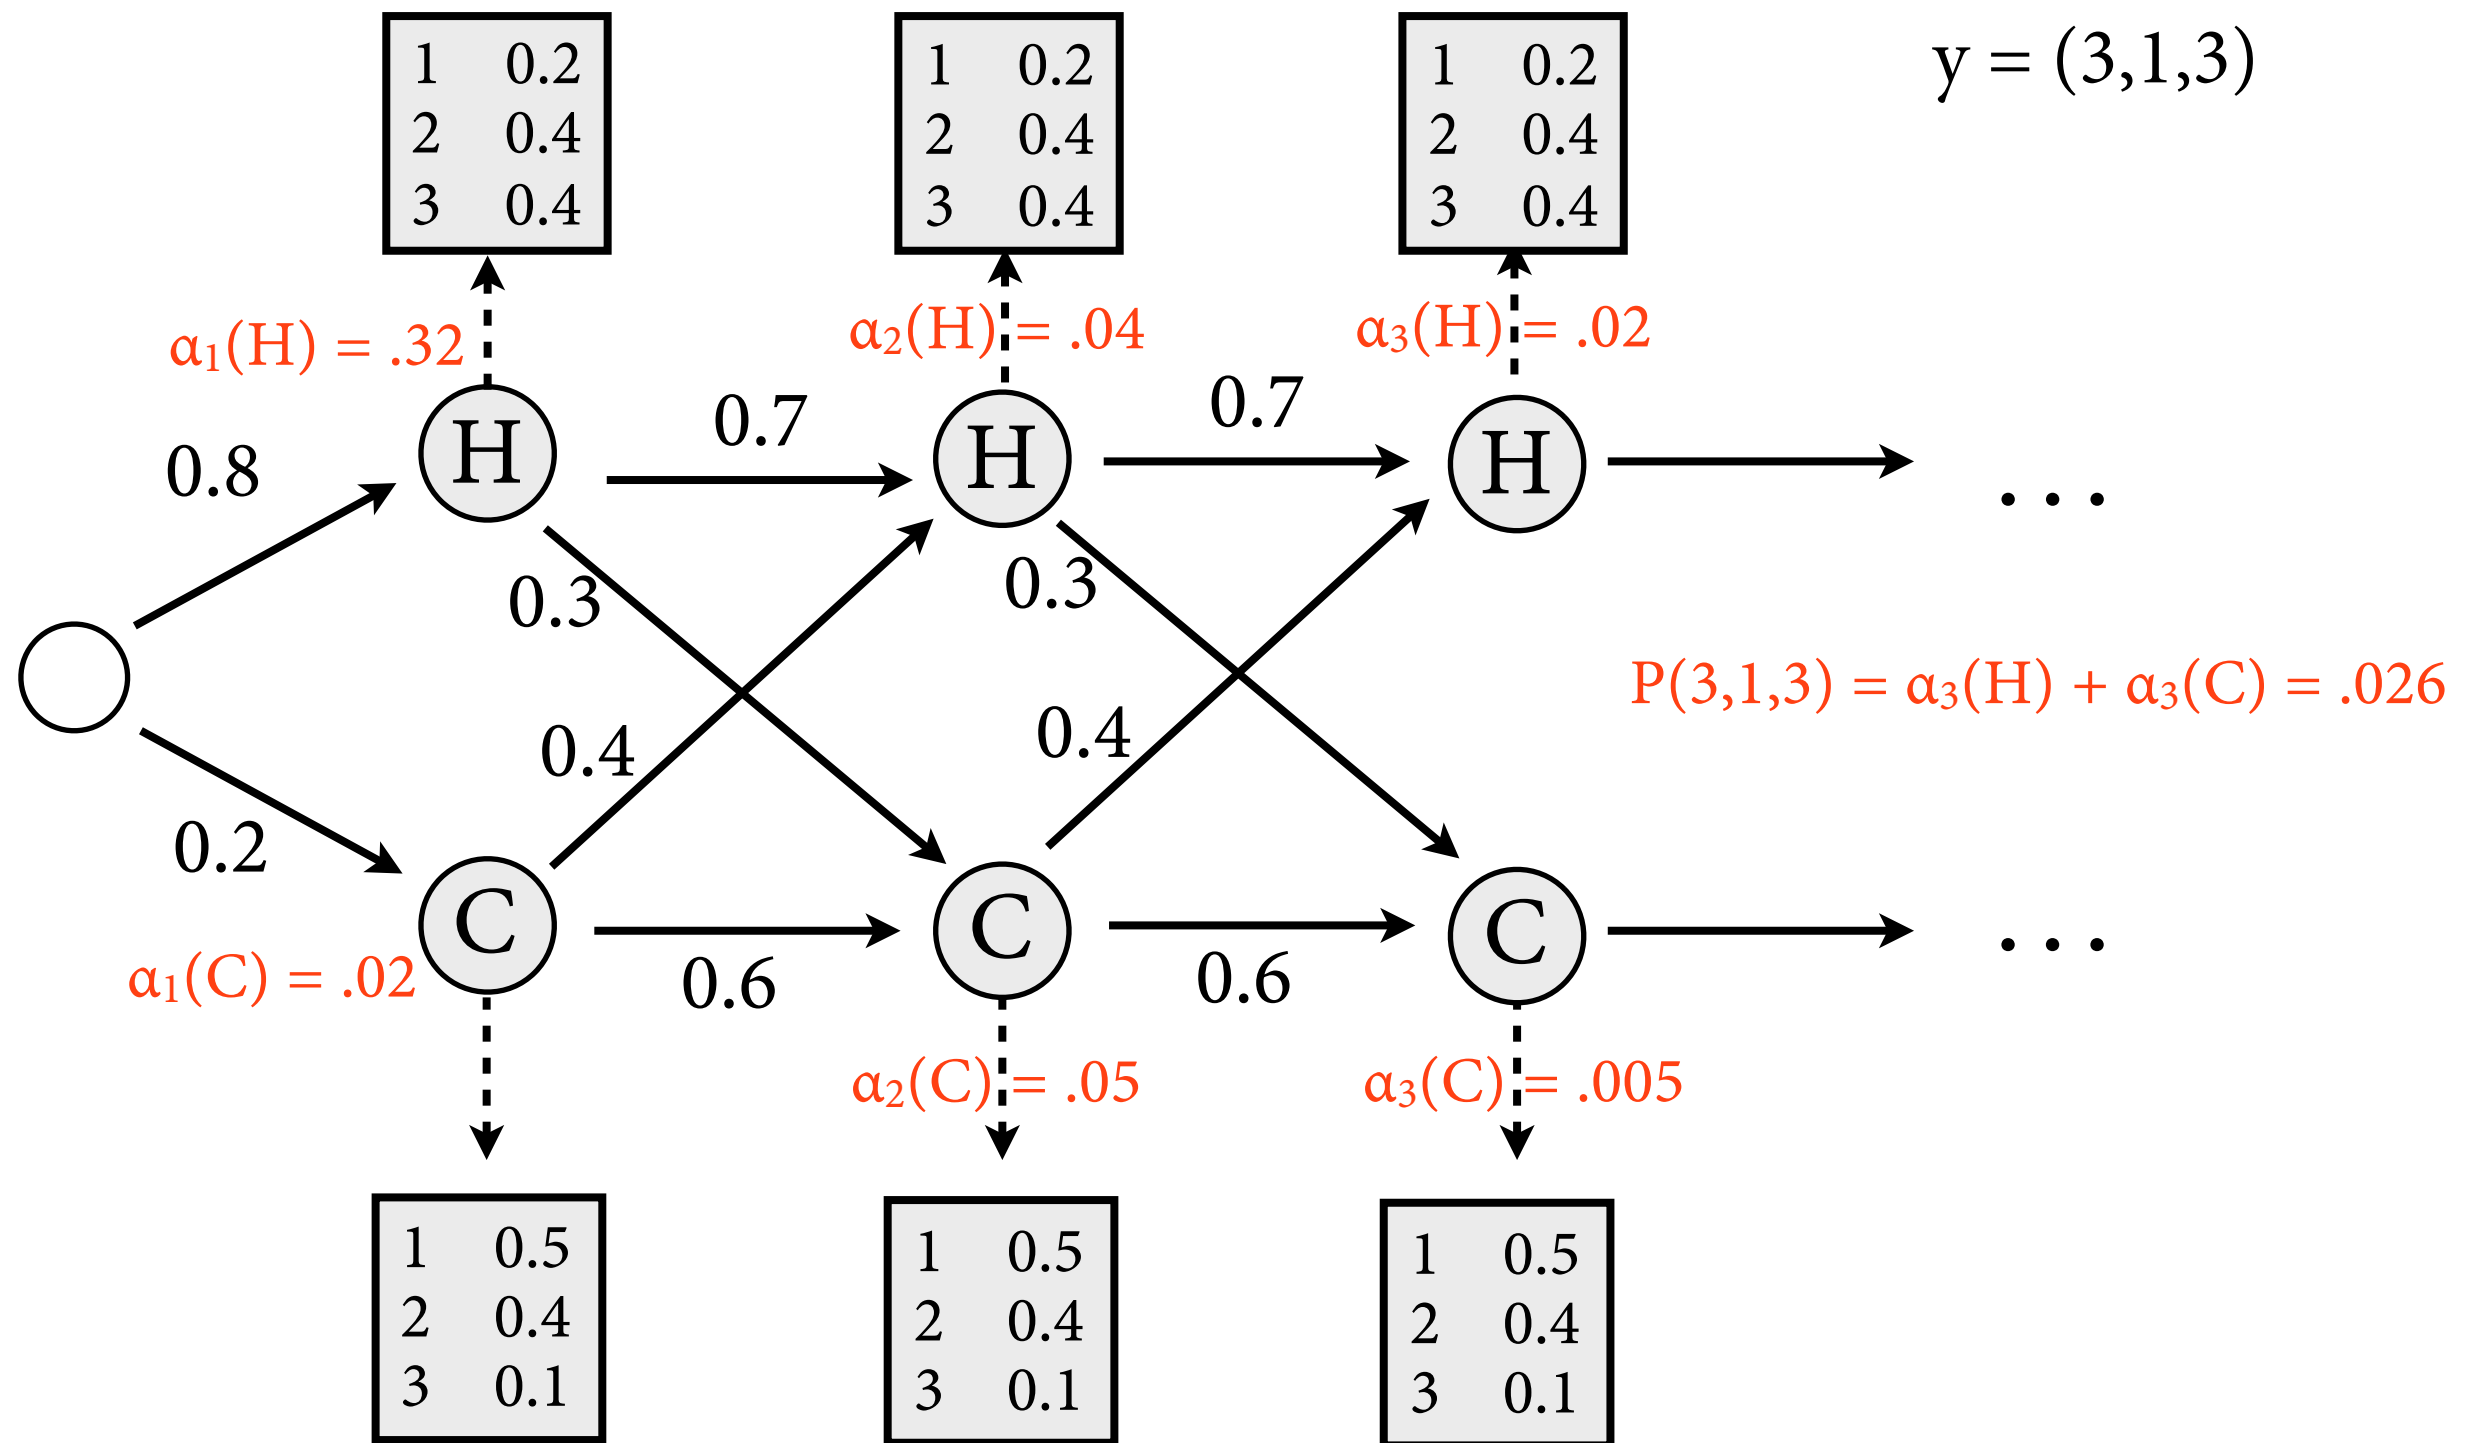 1 0.2
2 0.4
3 0.4
1 0.2
2 0.4
3 0.4
1 0.2
2 0.4
3 0.4
y = (3,1,3)
α₁(H) = .32
α₂(H) = .04
α₃(H) = .02
0.8
H
0.7
H
0.7
H
. . .
0.3
0.3
P(3,1,3) = α₃(H) + α₃(C) = .026
0.4
0.4
0.2
C
C
C
. . .
α₁(C) = .02
0.6
0.6
α₂(C) = .05
α₃(C) = .005
1 0.5
2 0.4
3 0.1
1 0.5
2 0.4
3 0.1
1 0.5
2 0.4
3 0.1